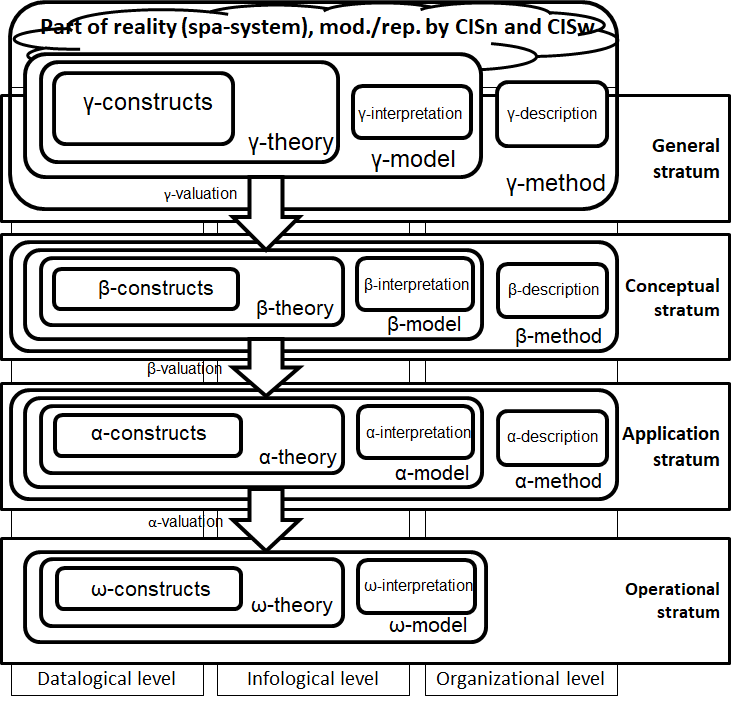 Part of reality (spa-system), mod./rep. by CISn and CISw
γ-constructs
γ-theory
γ-interpretation
γ-model
γ-description
γ-method
General
stratum
γ-valuation
β-constructs
β-theory
β-interpretation
β-model
β-description
β-method
Conceptual
stratum
β-valuation
α-constructs
α-theory
α-interpretation
α-model
α-description
α-method
Application
stratum
α-valuation
ω-constructs
ω-theory
ω-interpretation
ω-model
Operational
stratum
Datalogical level
Infological level
Organizational level